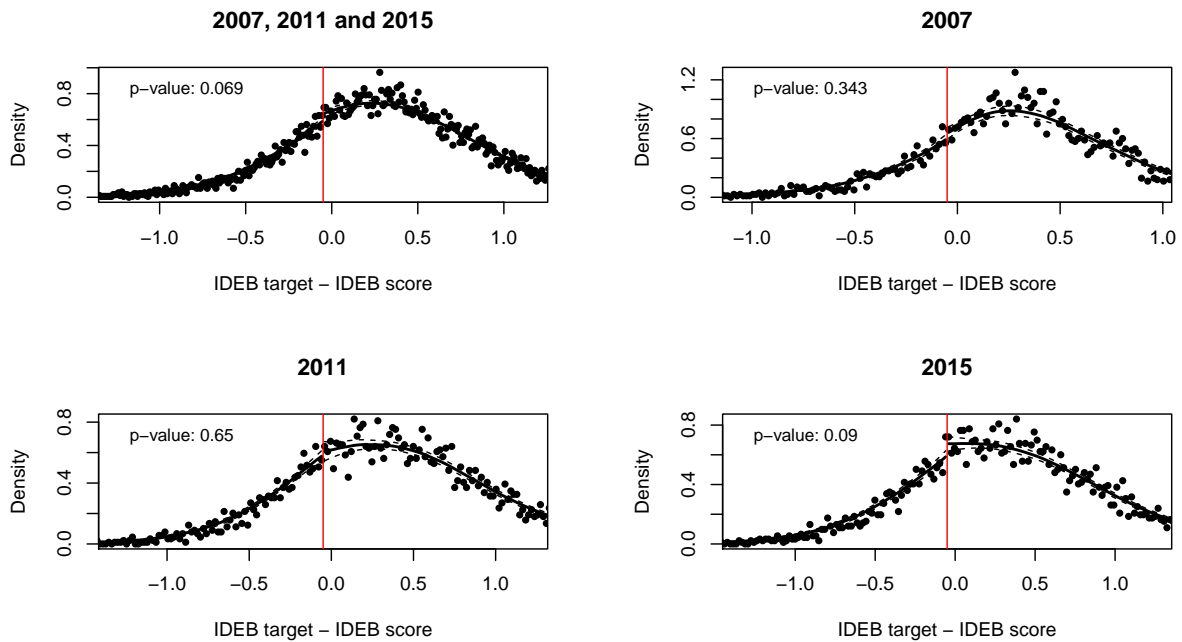 2007, 2011 and 2015
p−value: 0.069
Density
0.0 0.4 0.8
−1.0 −0.5 0.0 0.5 1.0
IDEB target − IDEB score
2007
p−value: 0.343
Density
0.0 0.6 1.2
−1.0 −0.5 0.0 0.5 1.0
IDEB target − IDEB score
2011
p−value: 0.65
Density
0.0 0.4 0.8
−1.0 −0.5 0.0 0.5 1.0
IDEB target − IDEB score
2015
p−value: 0.09
Density
0.0 0.4 0.8
−1.0 −0.5 0.0 0.5 1.0
IDEB target − IDEB score